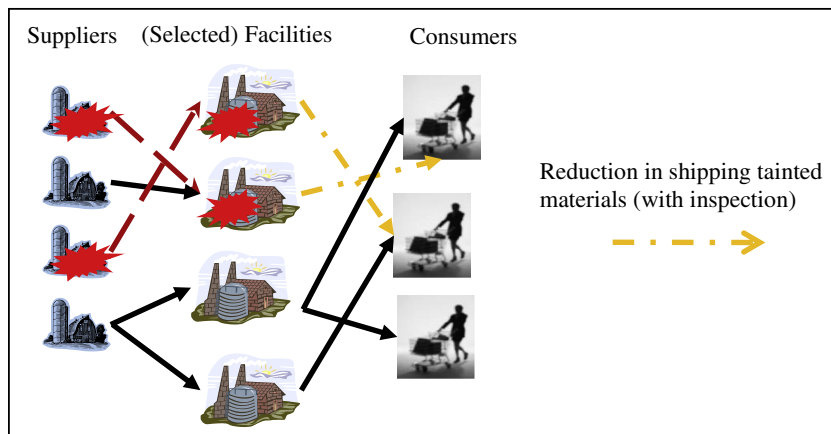 Suppliers
(Selected) Facilities
Consumers
Reduction in shipping tainted
materials (with inspection)